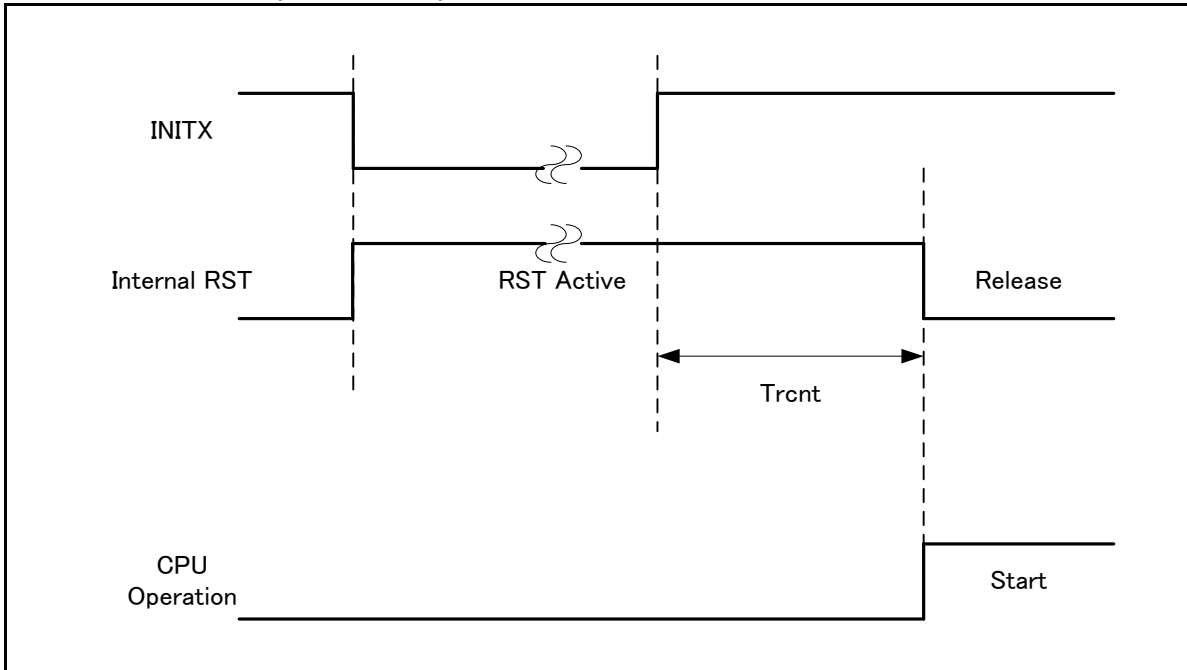 INITX
Internal RST
RST Active
Release
Trcnt
CPU
Operation
Start